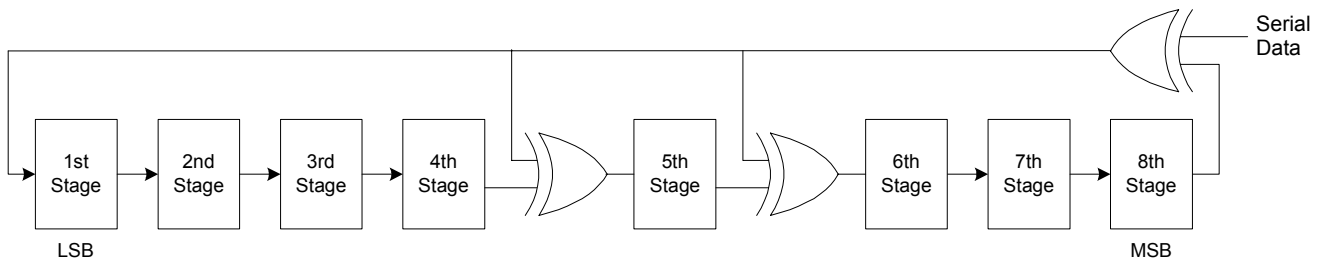 Serial
Data
1st
Stage
2nd
Stage
3rd
Stage
4th
Stage
5th
Stage
6th
Stage
7th
Stage
8th
Stage
LSB
MSB